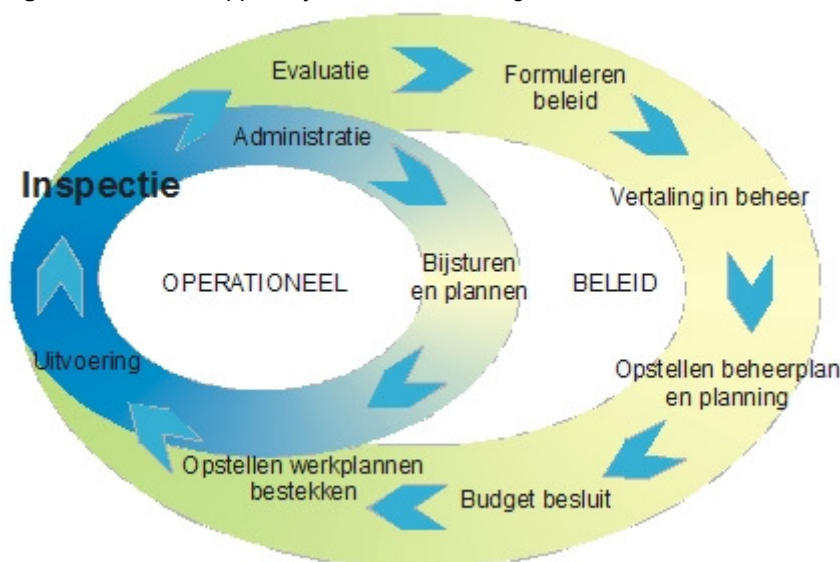 Evaluatie
Formuleren
beleid
Administratie
Inspectie
Vertaling in beheer
OPERATIONEEL
Bijsturen
en plannen
BELEID
Uitvoering
Opstellen beheerplan
en planning
Opstellen werkplannen
bestekken
Budget besluit